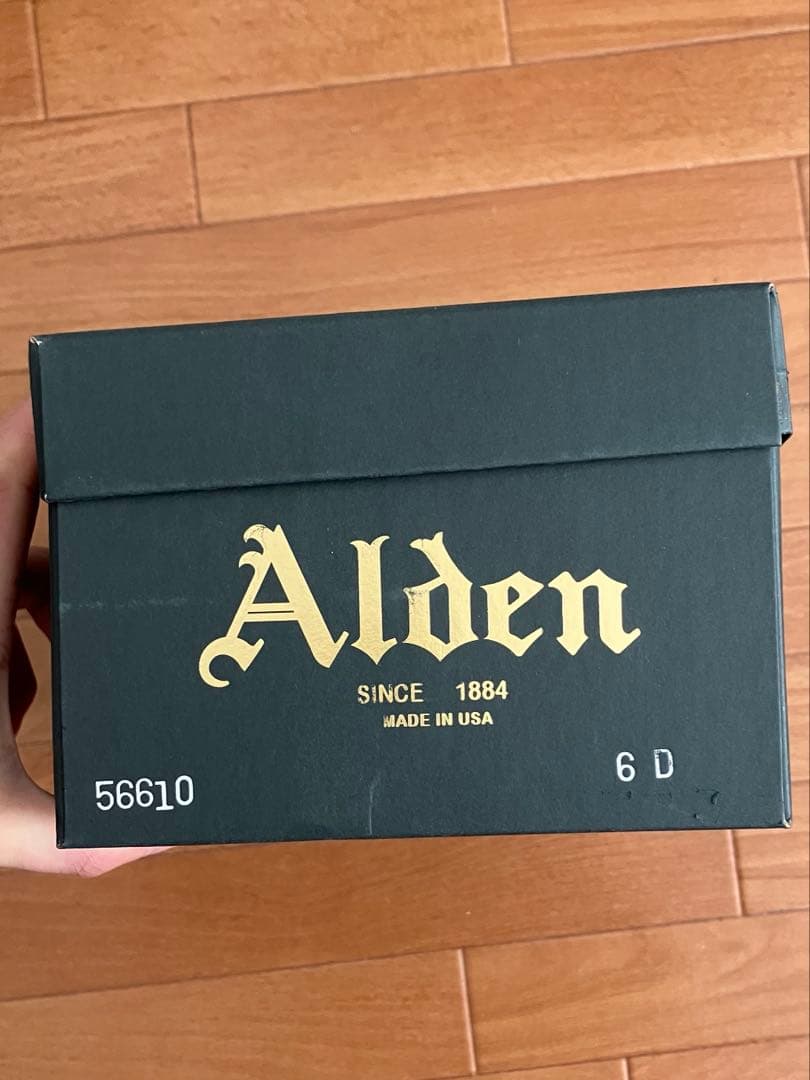 Alden
SINCE 1884
MADE IN USA
56610
6 D